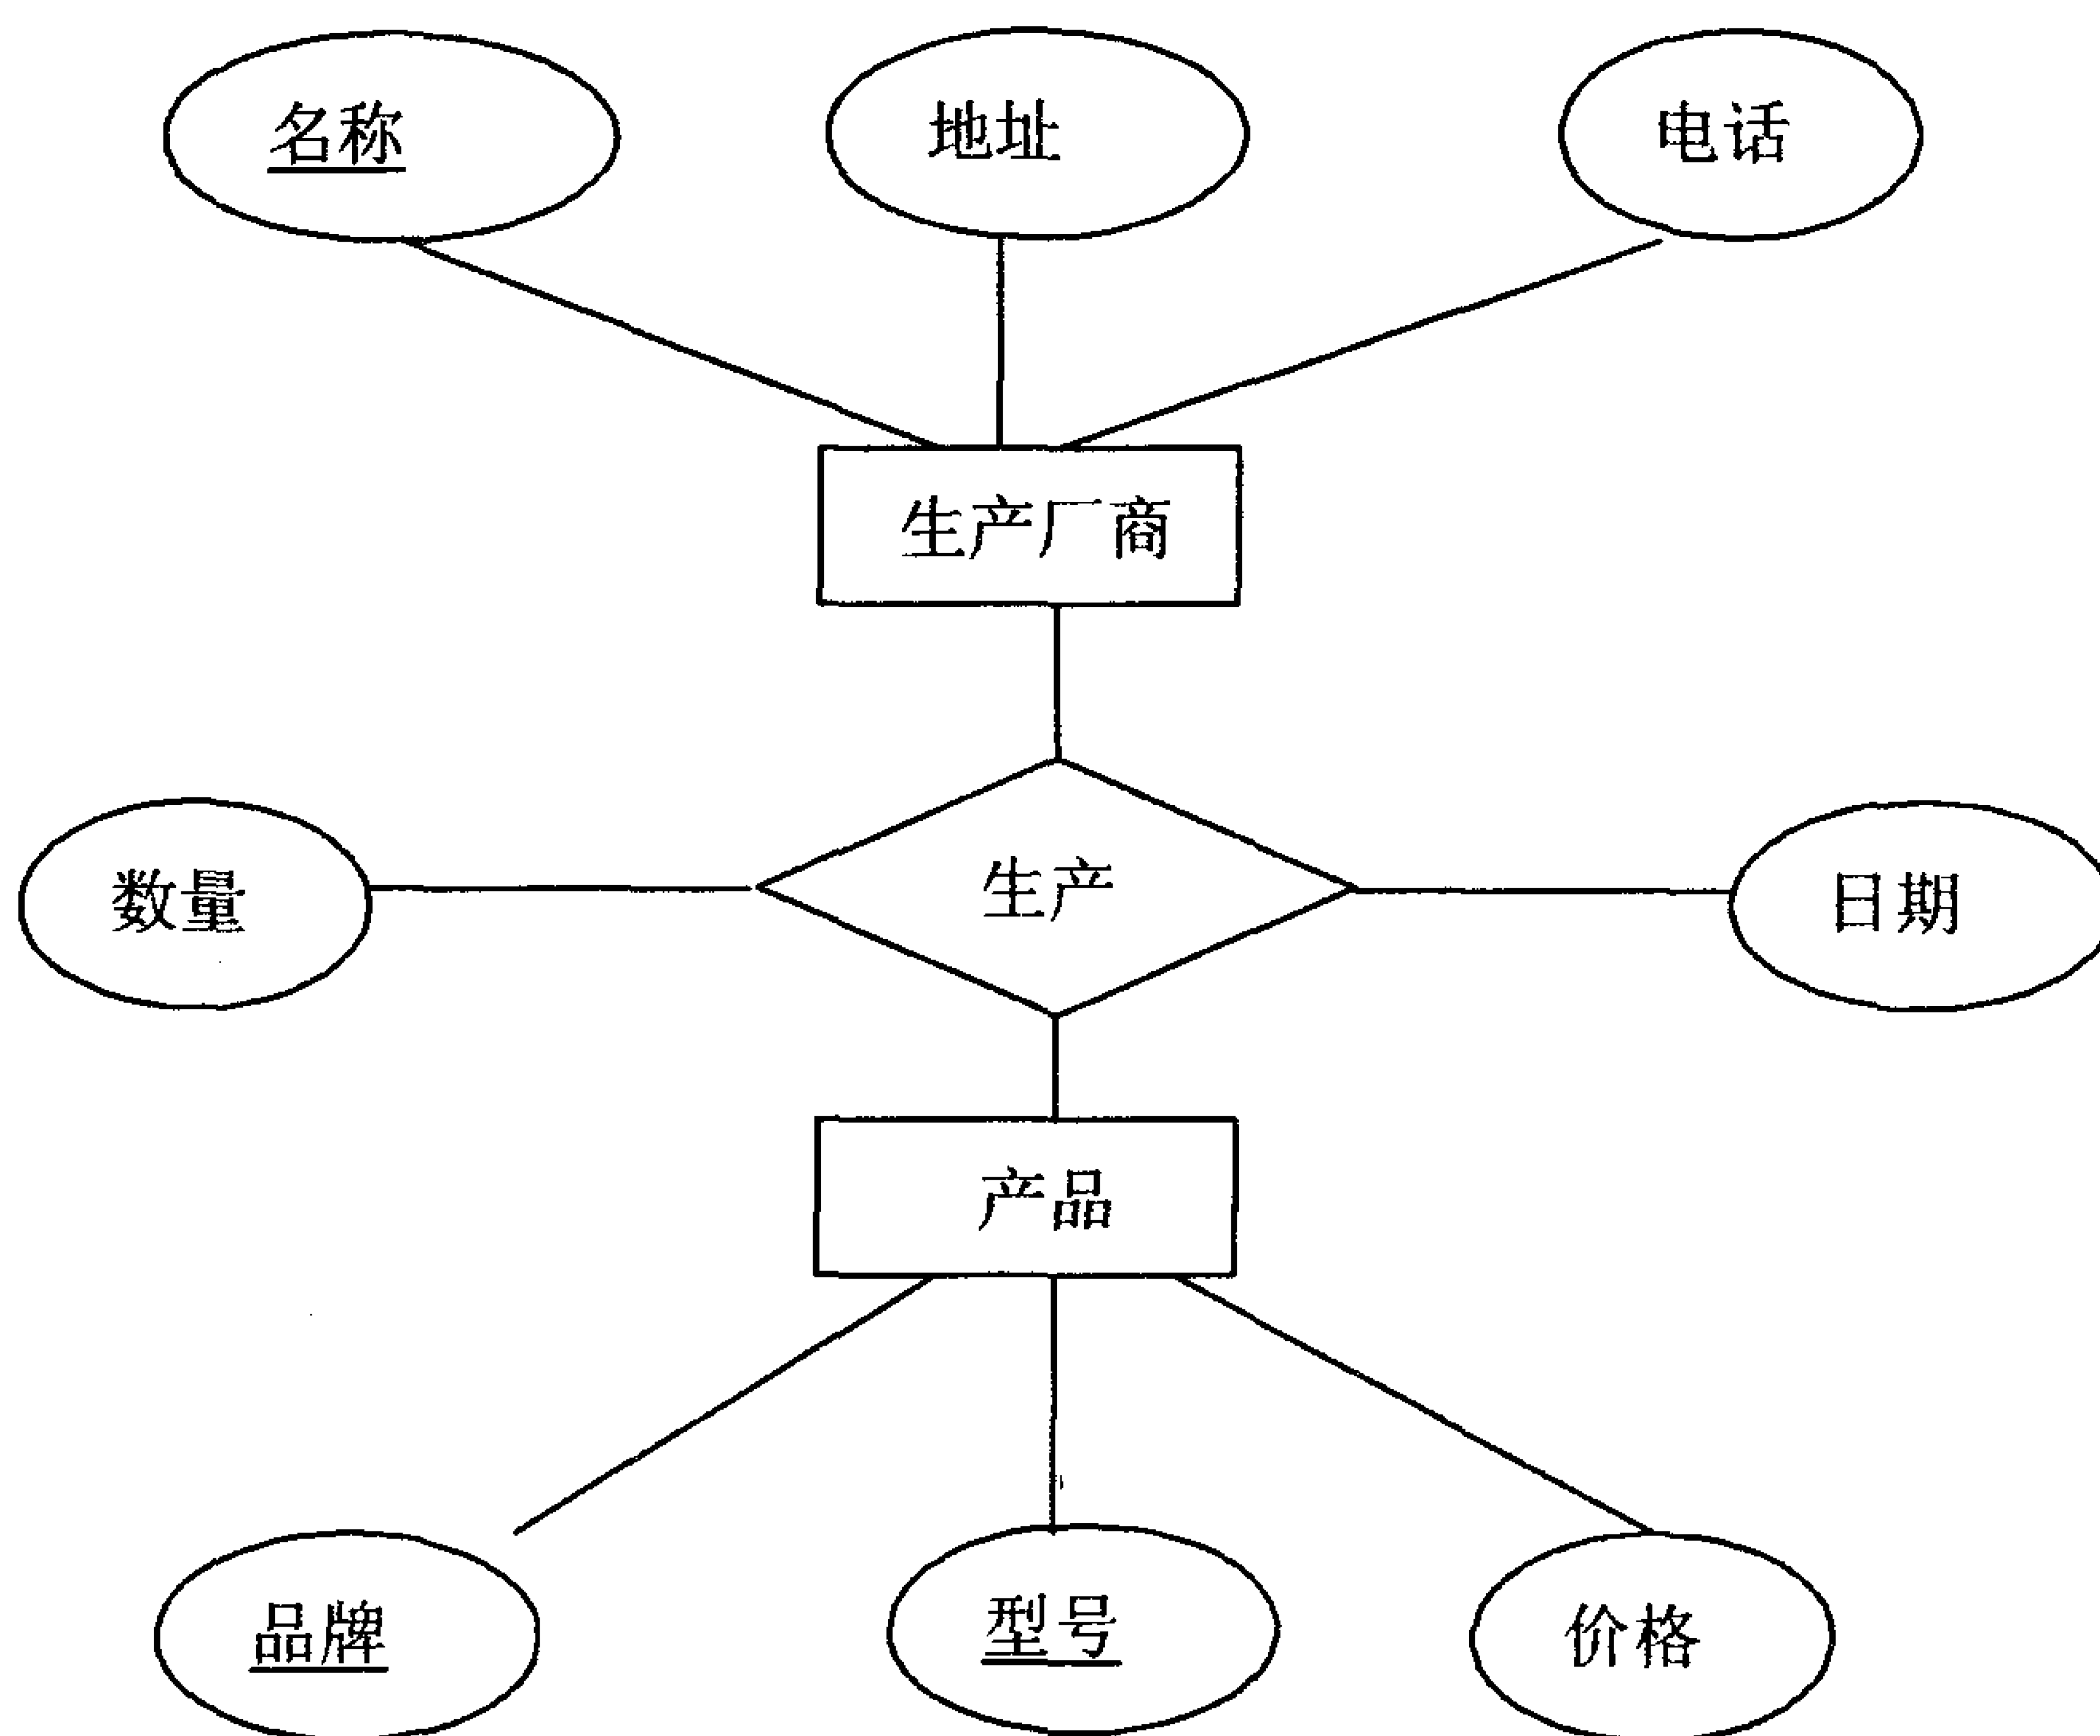 名称 地址 电话
生产厂商
数量 生产 日期
产品
品牌 型号 价格